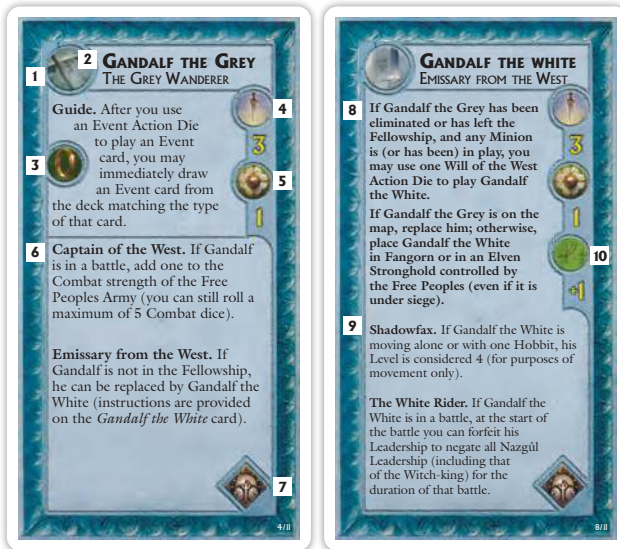 2 GANDALF THE GREY
1 THE GREY WANDERER
Guide. After you use
an Event Action Die
to play an Event
card, you may
immediately draw
an Event card from
the deck matching the type
of that card.
3
4
3
5
1
6 Captain of the West. If Gandalf
is in a battle, add one to the
Combat strength of the Free
Peoples Army (you can still roll a
maximum of 5 Combat dice).
Emissary from the West. If
Gandalf is not in the Fellowship,
he can be replaced by Gandalf the
White (instructions are provided
on the Gandalf the White card).
7
4/II
GANDALF THE WHITE
EMISSARY FROM THE WEST
8 If Gandalf the Grey has been
eliminated or has left the
Fellowship, and any Minion
is (or has been) in play, you
may use one Will of the West
Action Die to play Gandalf
the White.
If Gandalf the Grey is on the
map, replace him; otherwise,
place Gandalf the White
in Fangorn or in an Elven
Stronghold controlled by
the Free Peoples (even if it is
under siege).
3
1
10
+1
9 Shadowfax. If Gandalf the White is
moving alone or with one Hobbit, his
Level is considered 4 (for purposes of
movement only).
The White Rider. If Gandalf the
White is in a battle, at the start of
the battle you can forfeit his
Leadership to negate all Nazgûl
Leadership (including that
of the Witch-king) for the
duration of that battle.
8/II